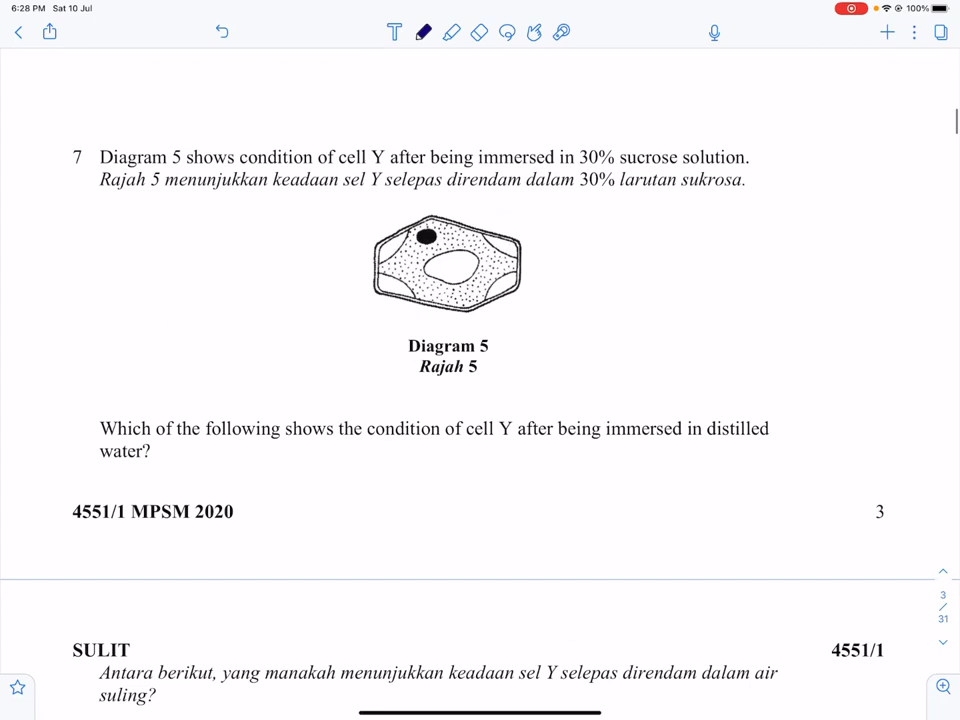 6:28 PM Sat 10 Jul
100%
7 Diagram 5 shows condition of cell Y after being immersed in 30% sucrose solution.
Rajah 5 menunjukkan keadaan sel Y selepas direndam dalam 30% larutan sukrosa.
Diagram 5
Rajah 5
Which of the following shows the condition of cell Y after being immersed in distilled
water?
4551/1 MPSM 2020 3
3
/
31
SULIT 4551/1
Antara berikut, yang manakah menunjukkan keadaan sel Y selepas direndam dalam air
suling?